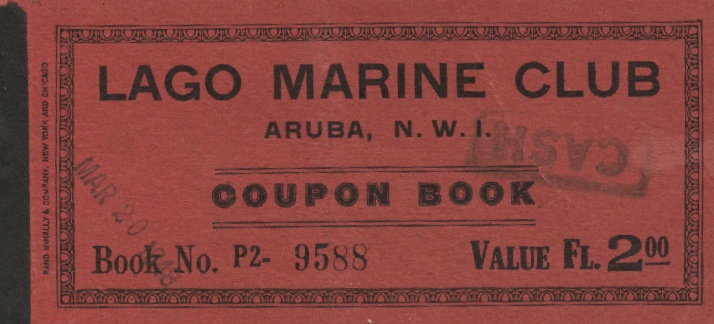 LAGO MARINE CLUB
ARUBA, N. W. I.
CASH
COUPON BOOK
Book No. P2- 9588
VALUE FL. 2.00
MAR 20 1948
RAND MCNALLY & COMPANY, NEW YORK AND CHICAGO